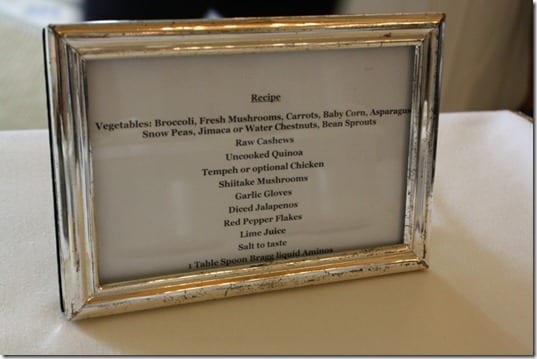 Recipe
Vegetables: Broccoli, Fresh Mushrooms, Carrots, Baby Corn, Asparagus
Snow Peas, Jimaca or Water Chestnuts, Bean Sprouts
Raw Cashews
Uncooked Quinoa
Tempeh or optional Chicken
Shiitake Mushrooms
Garlic Gloves
Diced Jalapenos
Red Pepper Flakes
Lime Juice
Salt to taste
1 Table Spoon Bragg liquid Aminos